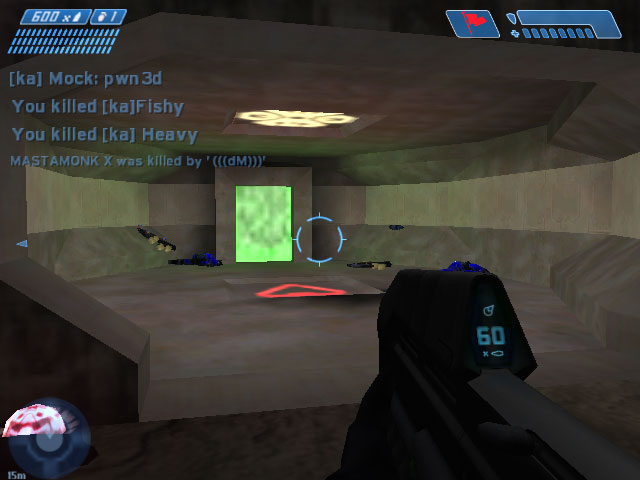 600 x 1
[ka] Mock: pwn3d
You killed [ka]Fishy
You killed [ka] Heavy
MASTAMONK X was killed by ' (((dM)))'
60
x
15m